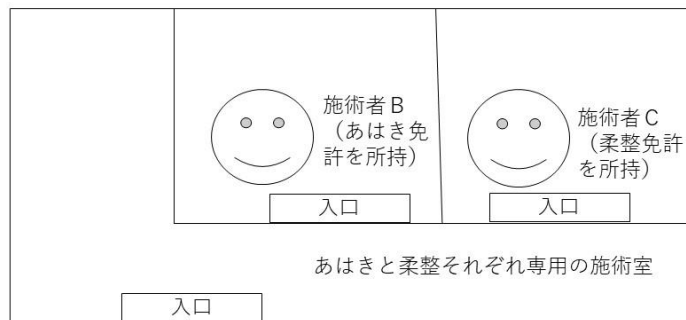 施術者B
（あはき免
許を所持）
施術者C
（柔整免許
を所持）
入口
入口
あはきと柔整それぞれ専用の施術室
入口